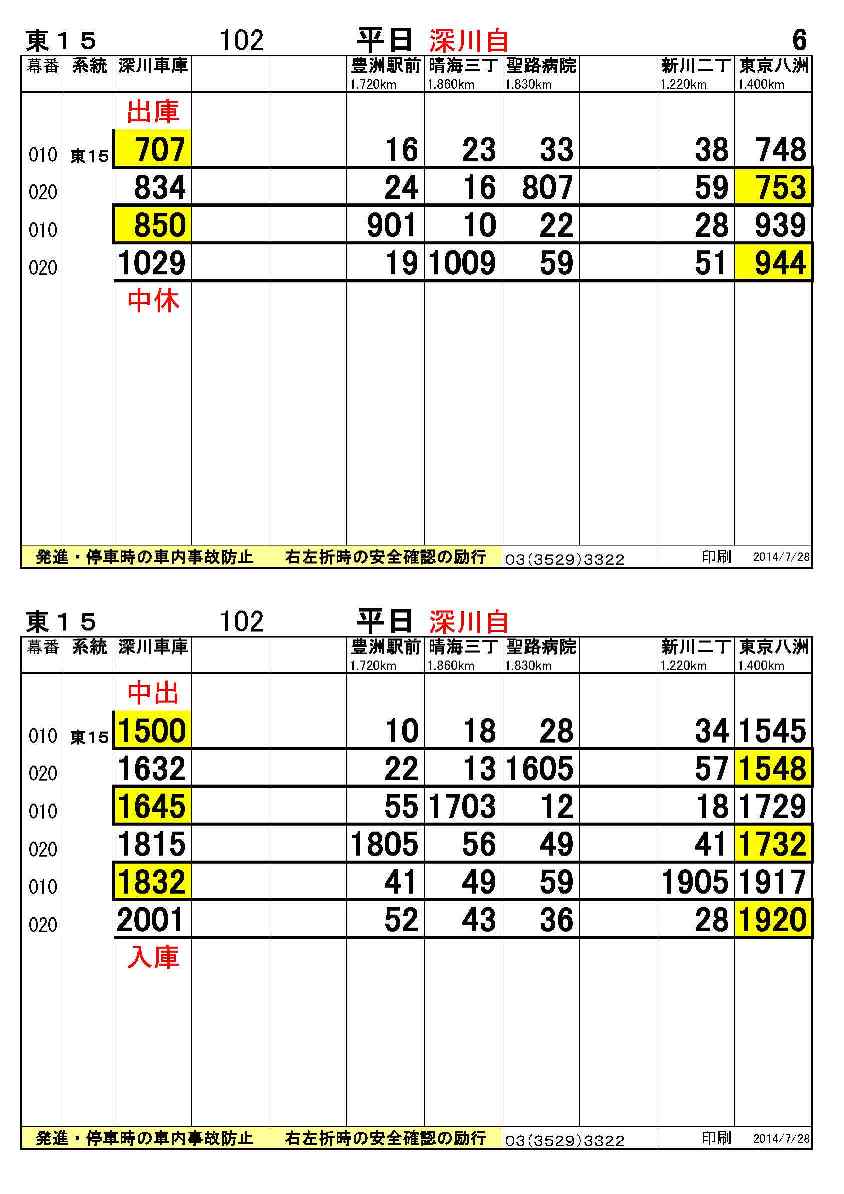 東１５ 102 平日 深川自 6
幕番 系統 深川車庫 豊洲駅前 晴海三丁 聖路病院 新川二丁 東京八洲
1.720km 1.860km 1.830km 1.220km 1.400km
出庫
010 東15 707 16 23 33 38 748
020 834 24 16 807 59 753
010 850 901 10 22 28 939
020 1029 19 1009 59 51 944
中休
発進・停車時の車内事故防止 右左折時の安全確認の励行 03(3529)3322 印刷 2014/7/28
東１５ 102 平日 深川自
幕番 系統 深川車庫 豊洲駅前 晴海三丁 聖路病院 新川二丁 東京八洲
1.720km 1.860km 1.830km 1.220km 1.400km
中出
010 東15 1500 10 18 28 34 1545
020 1632 22 13 1605 57 1548
010 1645 55 1703 12 18 1729
020 1815 1805 56 49 41 1732
010 1832 41 49 59 1905 1917
020 2001 52 43 36 28 1920
入庫
発進・停車時の車内事故防止 右左折時の安全確認の励行 03(3529)3322 印刷 2014/7/28